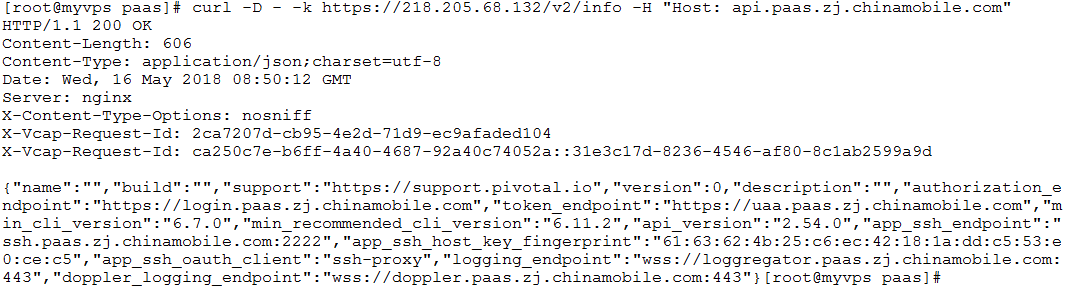 [root@myvps paas]# curl -D - -k https://218.205.68.132/v2/info -H "Host: api.paas.zj.chinamobile.com"
HTTP/1.1 200 OK
Content-Length: 606
Content-Type: application/json;charset=utf-8
Date: Wed, 16 May 2018 08:50:12 GMT
Server: nginx
X-Content-Type-Options: nosniff
X-Vcap-Request-Id: 2ca7207d-cb95-4e2d-71d9-ec9afaded104
X-Vcap-Request-Id: ca250c7e-b6ff-4a40-4687-92a40c74052a::31e3c17d-8236-4546-af80-8c1ab2599a9d
{"name":"","build":"","support":"https://support.pivotal.io","version":0,"description":"","authorization_e
ndpoint":"https://login.paas.zj.chinamobile.com","token_endpoint":"https://uaa.paas.zj.chinamobile.com","m
in_cli_version":"6.7.0","min_recommended_cli_version":"6.11.2","api_version":"2.54.0","app_ssh_endpoint":"
ssh.paas.zj.chinamobile.com:2222","app_ssh_host_key_fingerprint":"61:63:62:4b:25:c6:ec:42:18:1a:dd:c5:53:e
0:ce:c5","app_ssh_oauth_client":"ssh-proxy","logging_endpoint":"wss://loggregator.paas.zj.chinamobile.com:
443","doppler_logging_endpoint":"wss://doppler.paas.zj.chinamobile.com:443"}[root@myvps paas]#